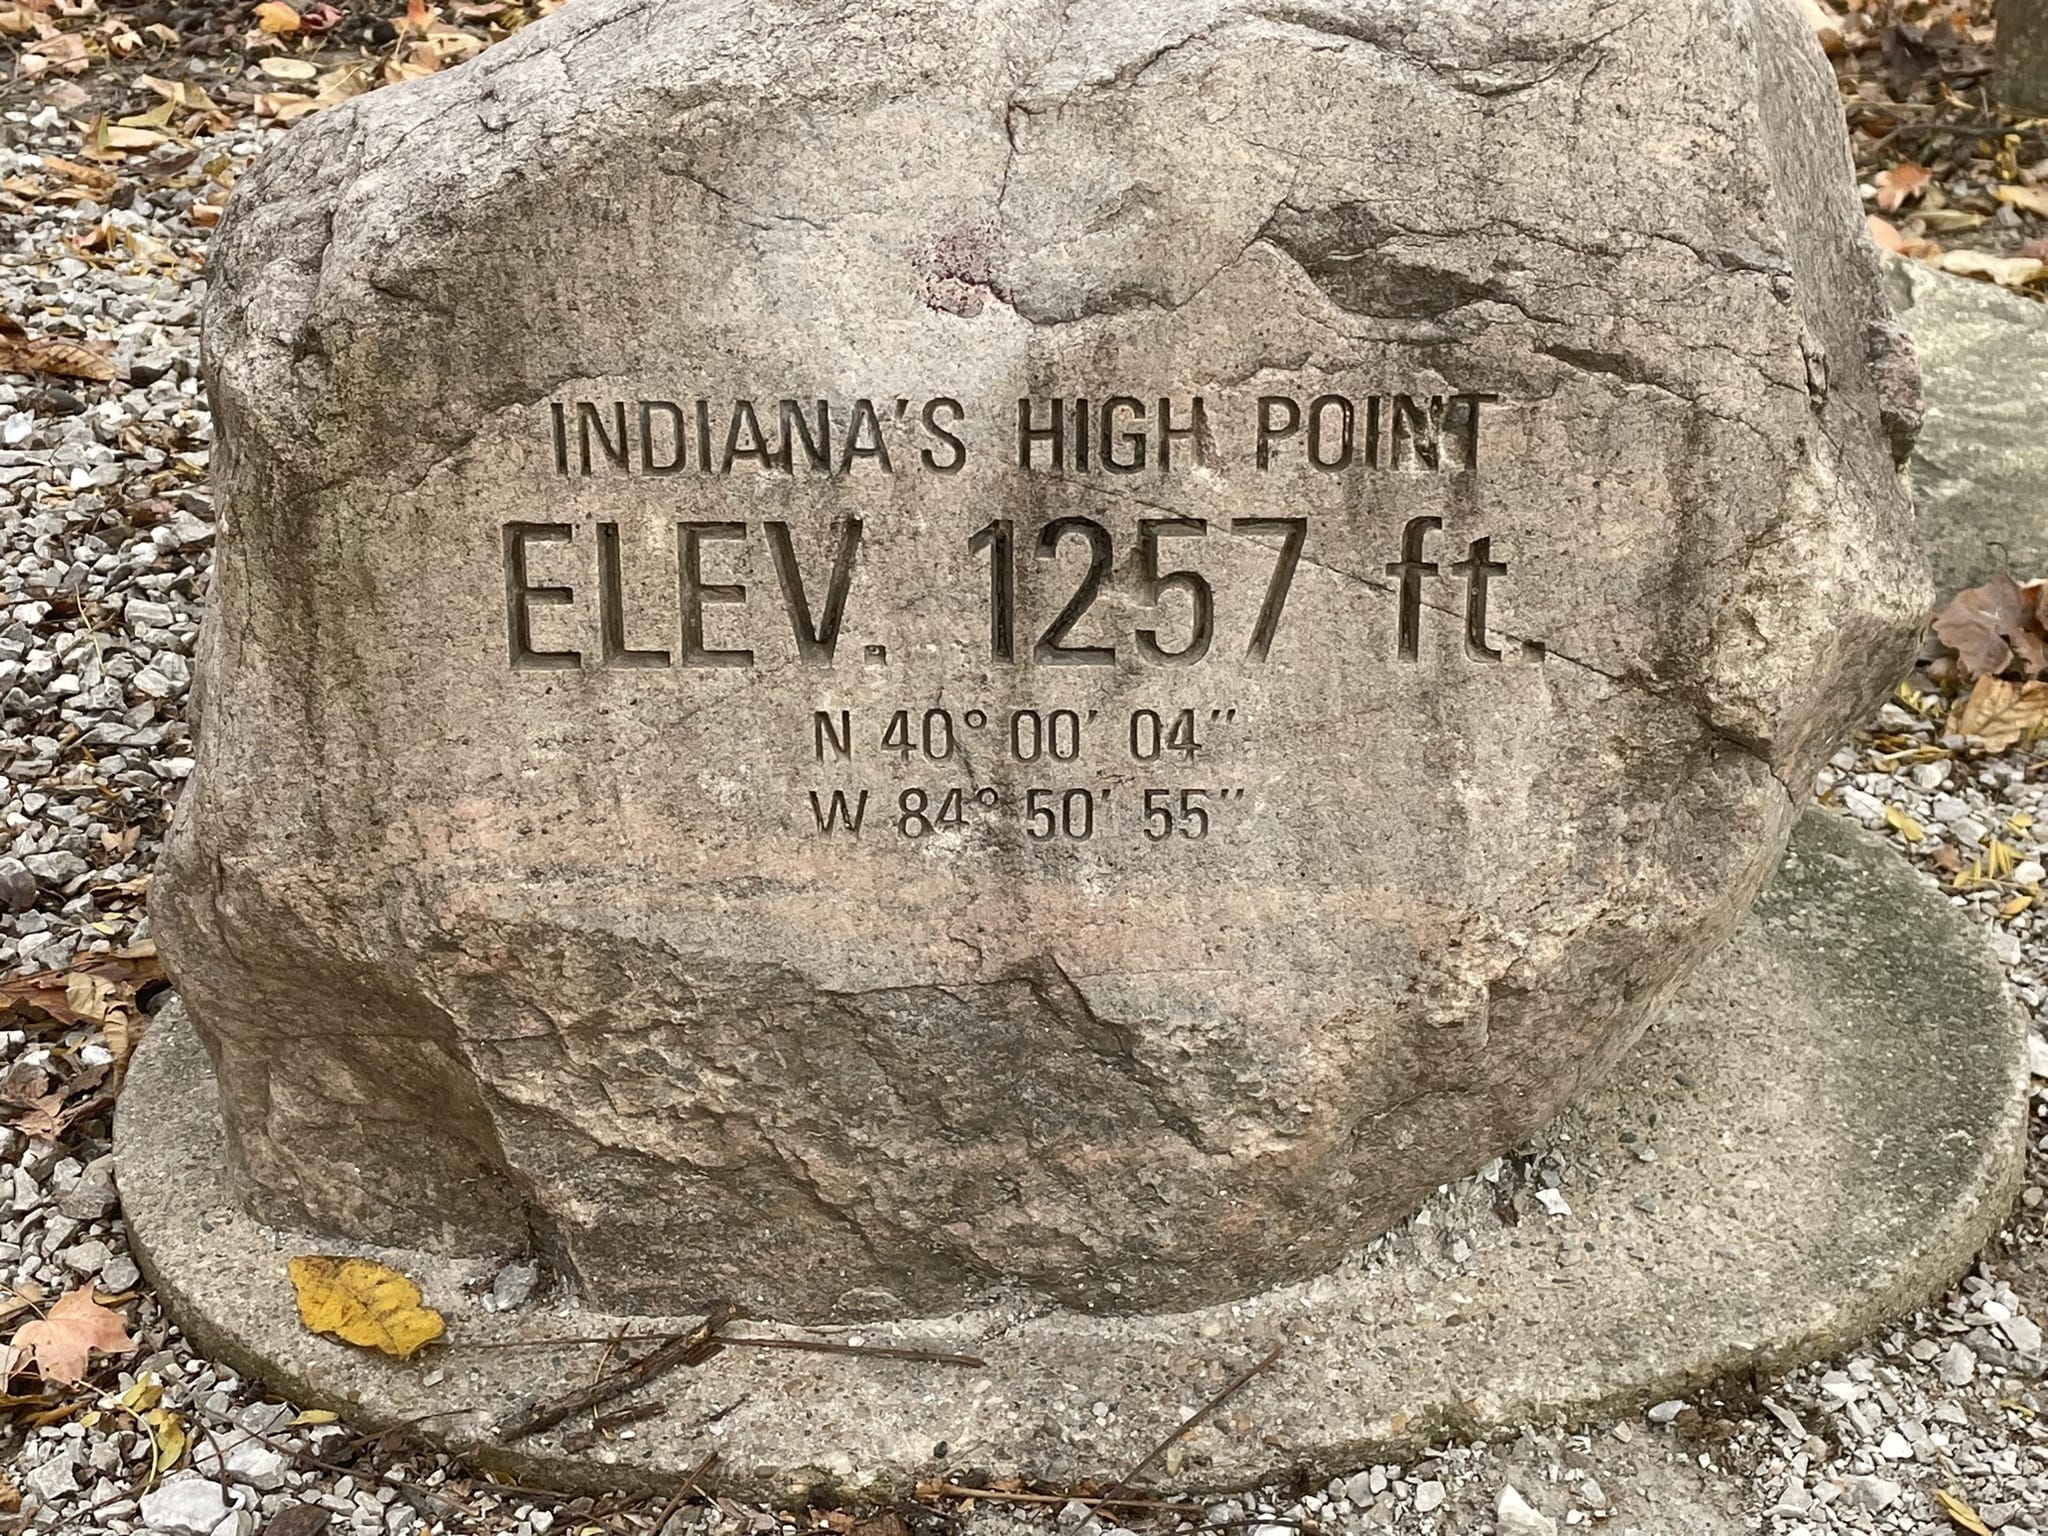 INDIANA'S HIGH POINT
ELEV. 1257 ft.
N 40° 00' 04"
W 84° 50' 55"